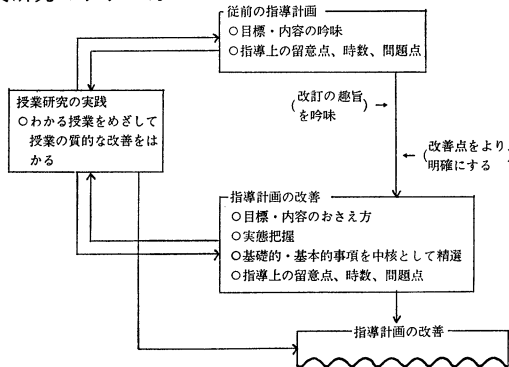 従前の指導計画
○目標・内容の吟味
○指導上の留意点、時数、問題点
授業研究の実践
○わかる授業をめざして
授業の質的な改善をは
かる
(改訂の趣旨
を吟味)→
←(改善点をより
明確にする
指導計画の改善
○目標・内容のおさえ方
○実態把握
○基礎的・基本的事項を中核として精選
○指導上の留意点、時数、問題点
指導計画の改善